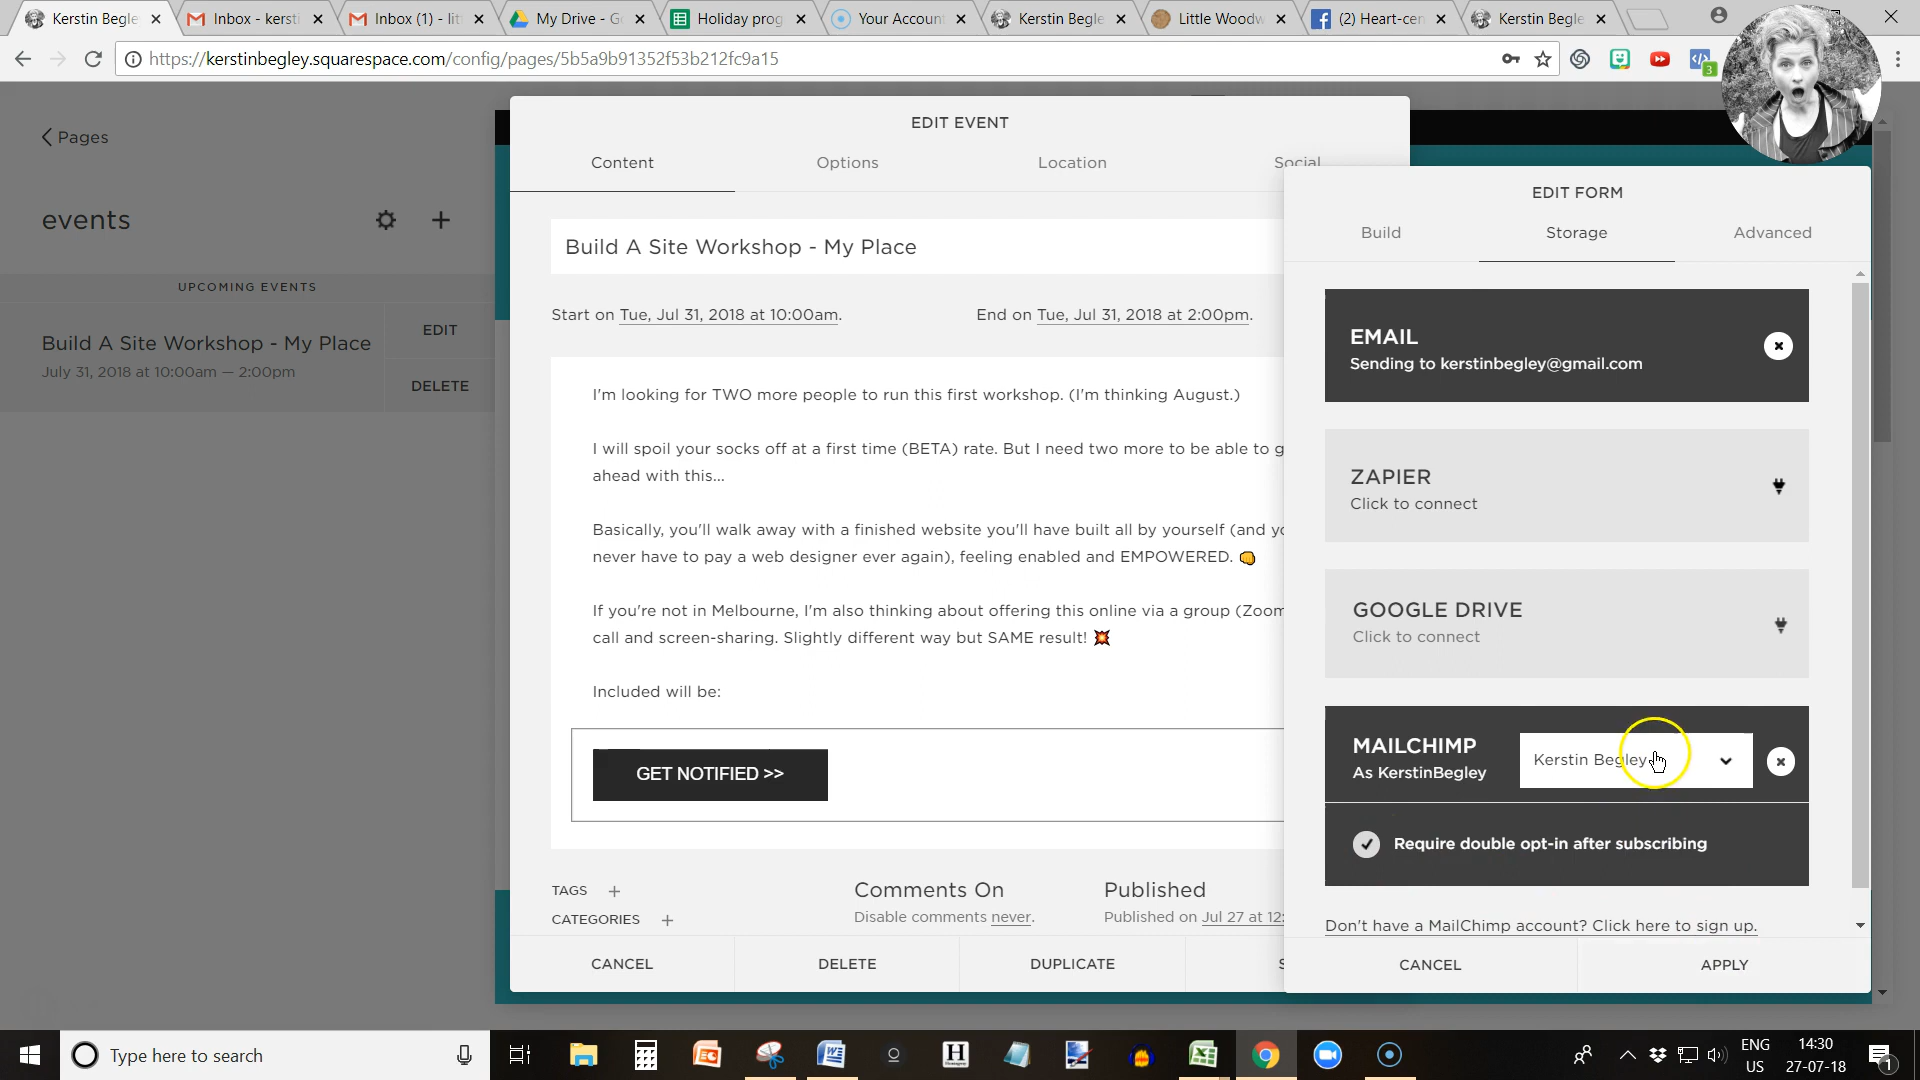 Kerstin Begle
Inbox - kersti
Inbox (1) - litt
My Drive - Go
Holiday prog
Your Account
Kerstin Begle
Little Woodw
(2) Heart-cen
Kerstin Begle
https://kerstinbegley.squarespace.com/config/pages/5b5a9b91352f53b212fc9a15
3
Pages
events
UPCOMING EVENTS
Build A Site Workshop - My Place
July 31, 2018 at 10:00am — 2:00pm
EDIT
DELETE
EDIT EVENT
Content
Options
Location
Social
Build A Site Workshop - My Place
Start on Tue, Jul 31, 2018 at 10:00am.
End on Tue, Jul 31, 2018 at 2:00pm.
I'm looking for TWO more people to run this first workshop. (I'm thinking August.)
I will spoil your socks off at a first time (BETA) rate. But I need two more to be able to g
ahead with this...
Basically, you'll walk away with a finished website you'll have built all by yourself (and yo
never have to pay a web designer ever again), feeling enabled and EMPOWERED. 👊
If you're not in Melbourne, I'm also thinking about offering this online via a group (Zoom
call and screen-sharing. Slightly different way but SAME result! 💥
Included will be:
GET NOTIFIED >>
TAGS +
CATEGORIES +
Comments On
Disable comments never.
Published
Published on Jul 27 at 12:
CANCEL
DELETE
DUPLICATE
S
EDIT FORM
Build
Storage
Advanced
EMAIL
Sending to kerstinbegley@gmail.com
ZAPIER
Click to connect
GOOGLE DRIVE
Click to connect
MAILCHIMP
As KerstinBegley
Kerstin Begley
Require double opt-in after subscribing
Don't have a MailChimp account? Click here to sign up.
CANCEL
APPLY
Type here to search
ENG
US
14:30
27-07-18
1